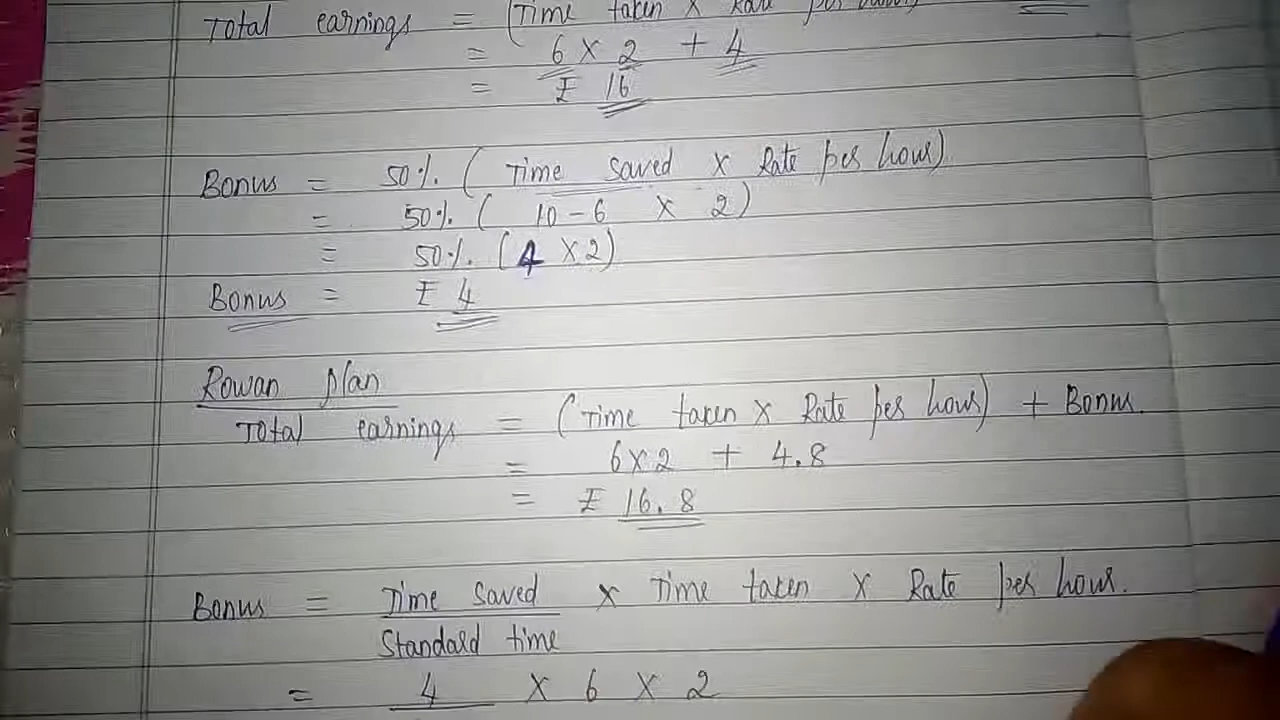 Total earnings = (Time taken X Rate per hour)
= 6 X 2 + 4
= ₹ 16
Bonus = 50%. (Time saved X Rate per hour)
= 50%. (10-6 X 2)
= 50%. (4 X 2)
Bonus = ₹ 4
Rowan plan
Total earnings = (Time taken X Rate per hour) + Bonus.
= 6X2 + 4.8
= ₹ 16.8
Bonus = Time saved X Time taken X Rate per hour.
Standard time
= 4 X 6 X 2